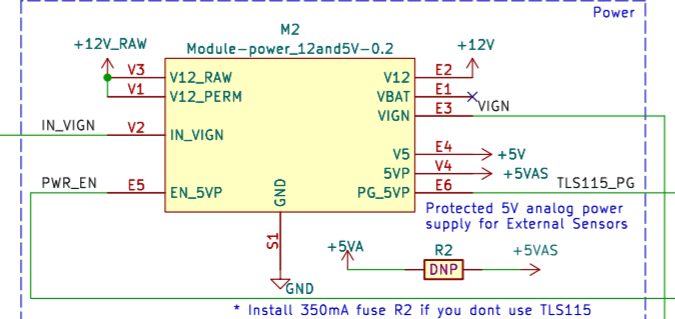 Power
M2
+12V_RAW
Module-power_12and5V-0.2
+12V
V3 V12_RAW V12 E2
V1 V12_PERM VBAT E1
VIGN E3 VIGN
IN_VIGN V2 IN_VIGN
V5 E4 +5V
5VP V4 +5VAS
PWR_EN E5 EN_5VP GND PG_5VP E6 TLS115_PG
Protected 5V analog power
supply for External Sensors
S1
+5VA R2 +5VAS
DNP
GND
* Install 350mA fuse R2 if you dont use TLS115